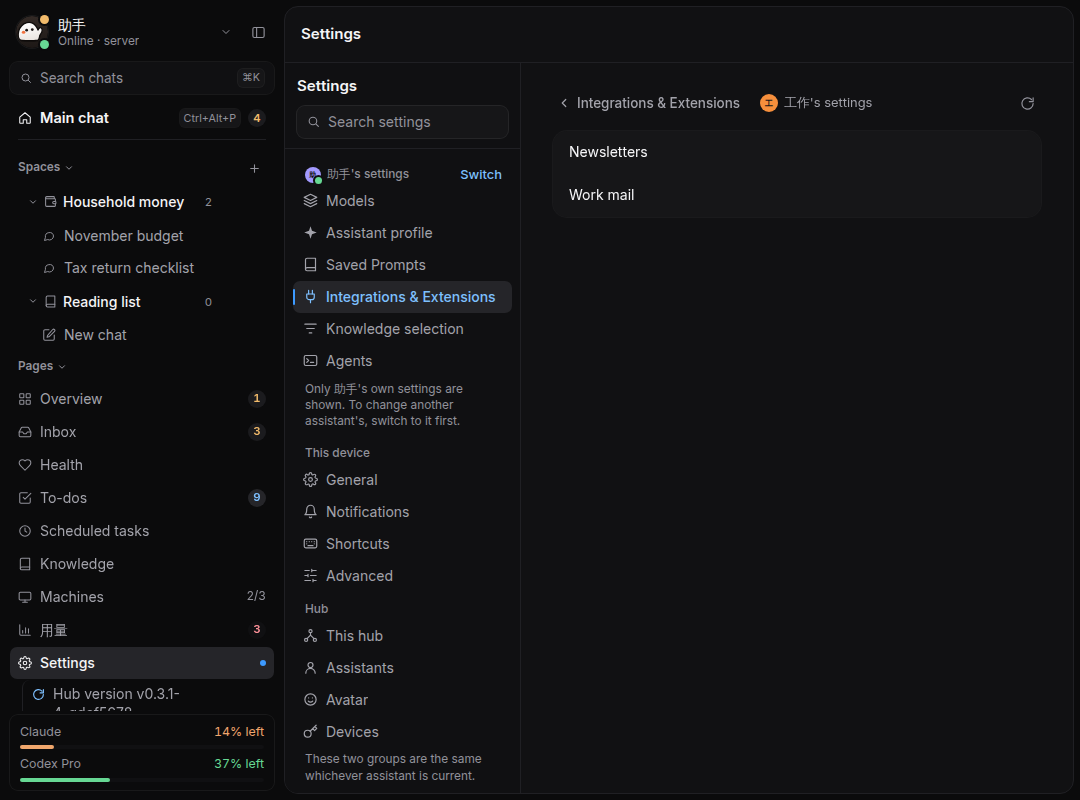 助手
Online · server
Search chats
⌘K
Main chat
Ctrl+Alt+P
4
Spaces
Household money
2
November budget
Tax return checklist
Reading list
0
New chat
Pages
Overview
1
Inbox
3
Health
To-dos
9
Scheduled tasks
Knowledge
Machines
2/3
用量
3
Settings
Hub version v0.3.1-
Claude
14% left
Codex Pro
37% left
Settings
Settings
Search settings
助手's settings
Switch
Models
Assistant profile
Saved Prompts
Integrations & Extensions
Knowledge selection
Agents
Only 助手's own settings are
shown. To change another
assistant's, switch to it first.
This device
General
Notifications
Shortcuts
Advanced
Hub
This hub
Assistants
Avatar
Devices
These two groups are the same
whichever assistant is current.
Integrations & Extensions
工
工作's settings
Newsletters
Work mail